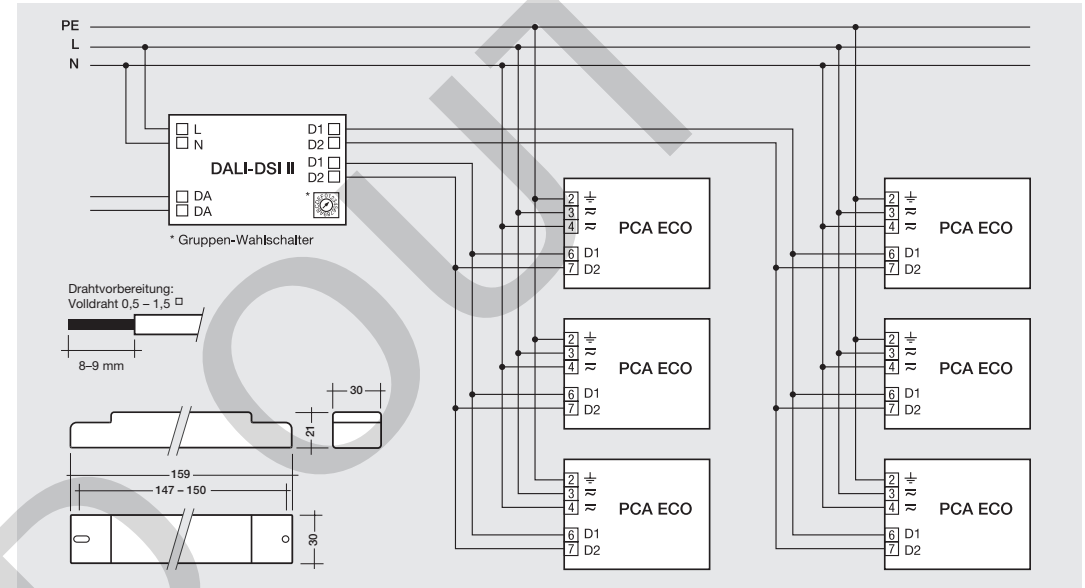 PE
L
N
L
N
DALI-DSI II
D1
D2
D1
D2
*
DA
DA
* Gruppen-Wahlschalter
Drahtvorbereitung:
Volldraht 0,5 – 1,5 □
8–9 mm
30
21
159
147 – 150
30
2
3
4
PCA ECO
6 D1
7 D2
2
3
4
PCA ECO
6 D1
7 D2
2
3
4
PCA ECO
6 D1
7 D2
2
3
4
PCA ECO
6 D1
7 D2
2
3
4
PCA ECO
6 D1
7 D2
2
3
4
PCA ECO
6 D1
7 D2
D OUT